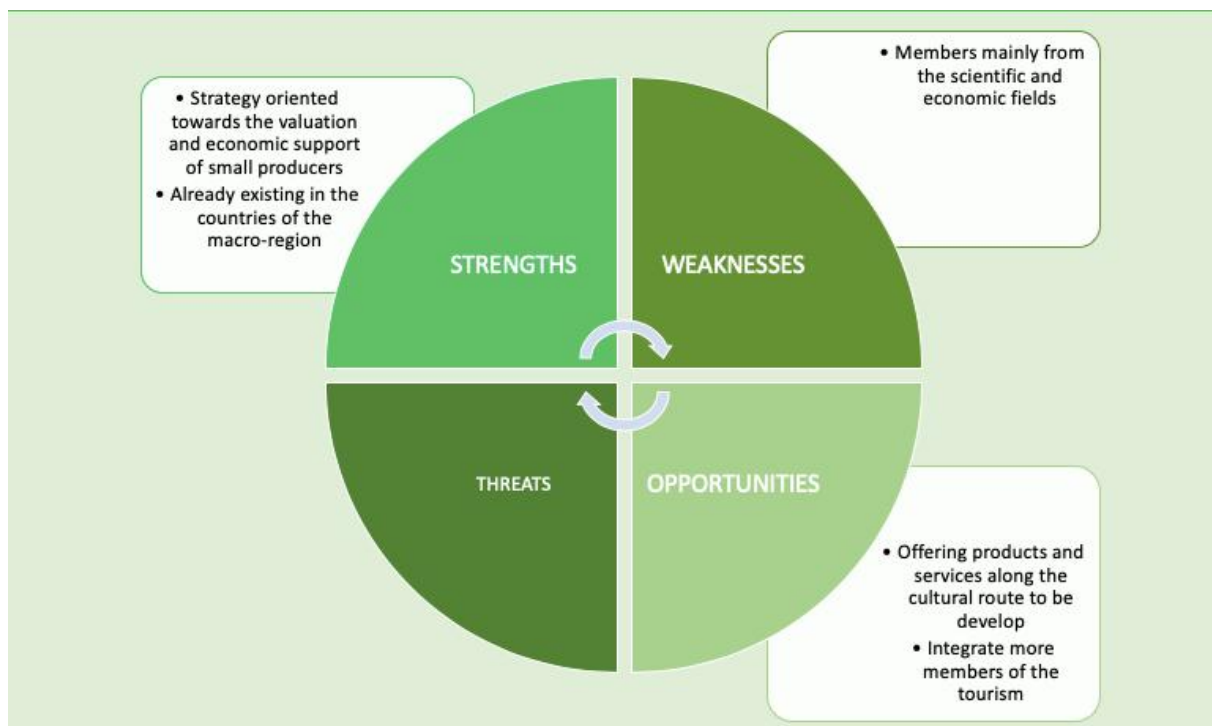 • Strategy oriented
towards the valuation
and economic support
of small producers
• Already existing in the
countries of the
macro-region
STRENGTHS
• Members mainly from
the scientific and
economic fields
WEAKNESSES
THREATS
OPPORTUNITIES
• Offering products and
services along the
cultural route to be
develop
• Integrate more
members of the
tourism